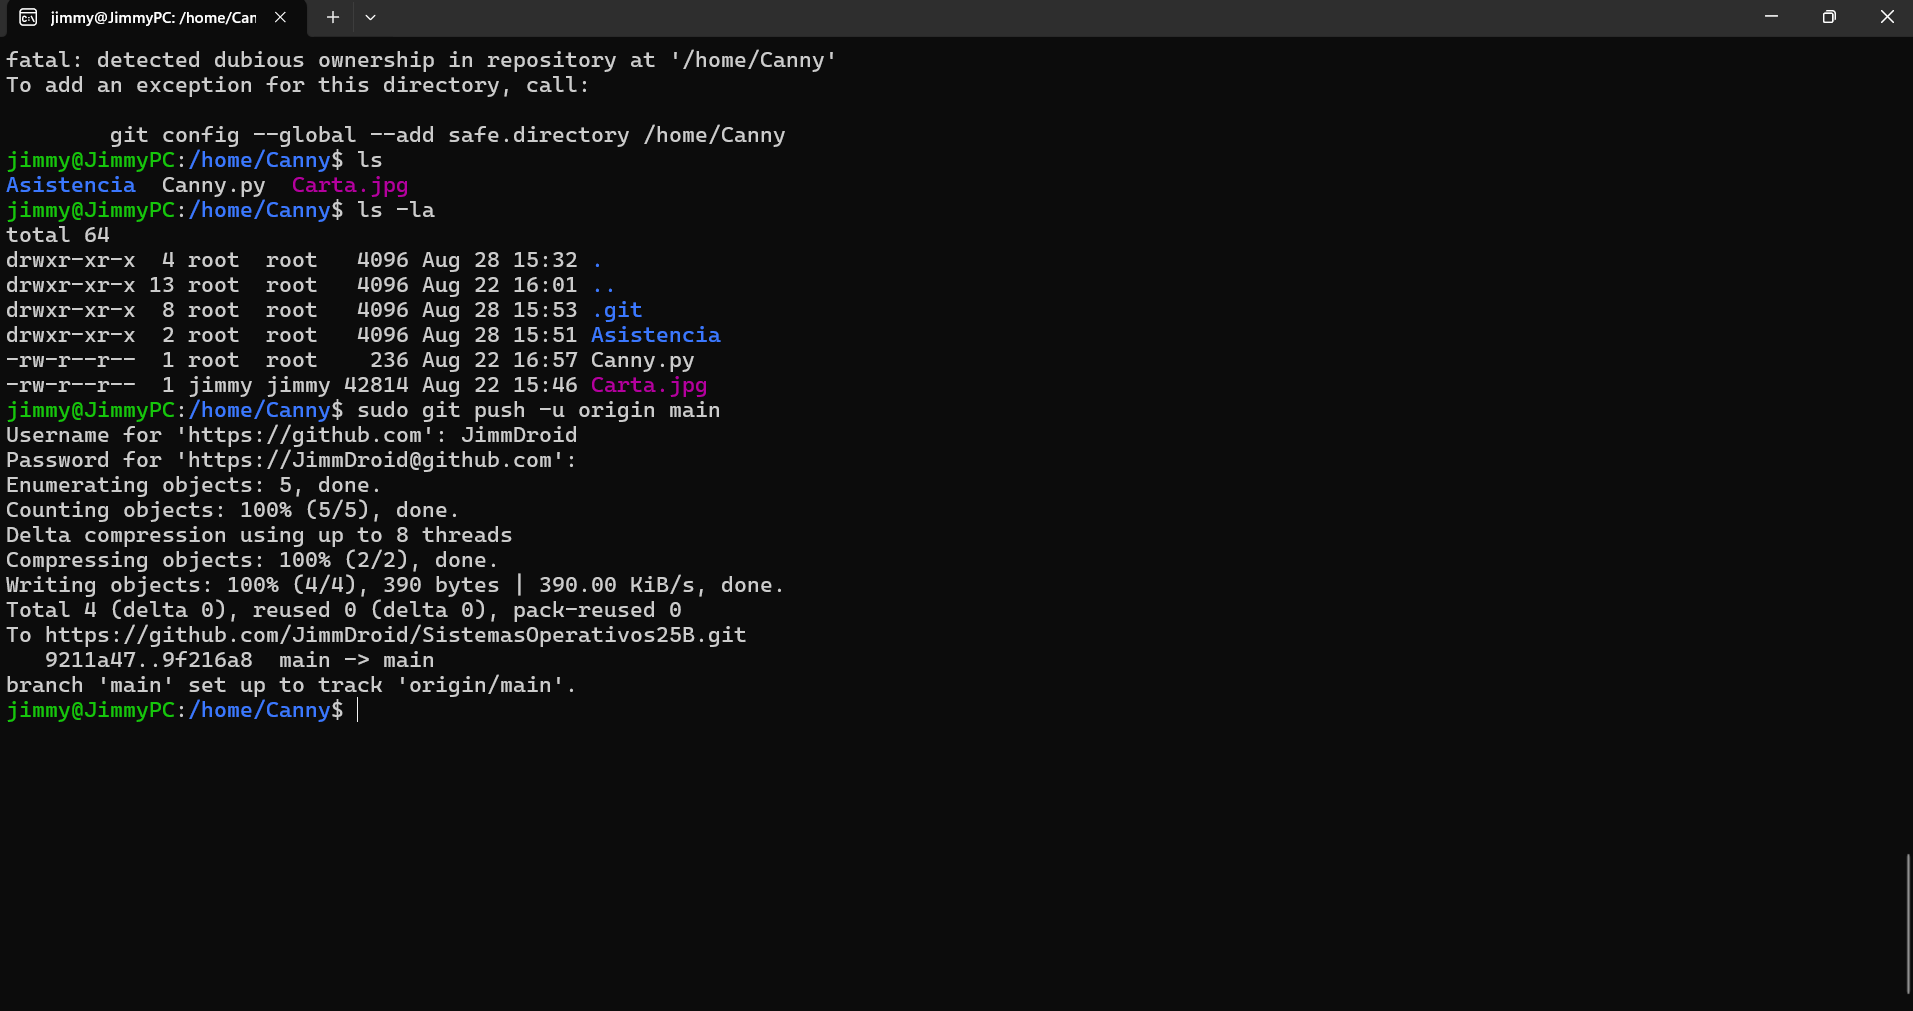 jimmy@JimmyPC: /home/Can
fatal: detected dubious ownership in repository at '/home/Canny'
To add an exception for this directory, call:
git config --global --add safe.directory /home/Canny
jimmy@JimmyPC:/home/Canny$ ls
Asistencia  Canny.py  Carta.jpg
jimmy@JimmyPC:/home/Canny$ ls -la
total 64
drwxr-xr-x  4 root  root   4096 Aug 28 15:32 .
drwxr-xr-x 13 root  root   4096 Aug 22 16:01 ..
drwxr-xr-x  8 root  root   4096 Aug 28 15:53 .git
drwxr-xr-x  2 root  root   4096 Aug 28 15:51 Asistencia
-rw-r--r--  1 root  root    236 Aug 22 16:57 Canny.py
-rw-r--r--  1 jimmy jimmy 42814 Aug 22 15:46 Carta.jpg
jimmy@JimmyPC:/home/Canny$ sudo git push -u origin main
Username for 'https://github.com': JimmDroid
Password for 'https://JimmDroid@github.com':
Enumerating objects: 5, done.
Counting objects: 100% (5/5), done.
Delta compression using up to 8 threads
Compressing objects: 100% (2/2), done.
Writing objects: 100% (4/4), 390 bytes | 390.00 KiB/s, done.
Total 4 (delta 0), reused 0 (delta 0), pack-reused 0
To https://github.com/JimmDroid/SistemasOperativos25B.git
   9211a47..9f216a8  main -> main
branch 'main' set up to track 'origin/main'.
jimmy@JimmyPC:/home/Canny$